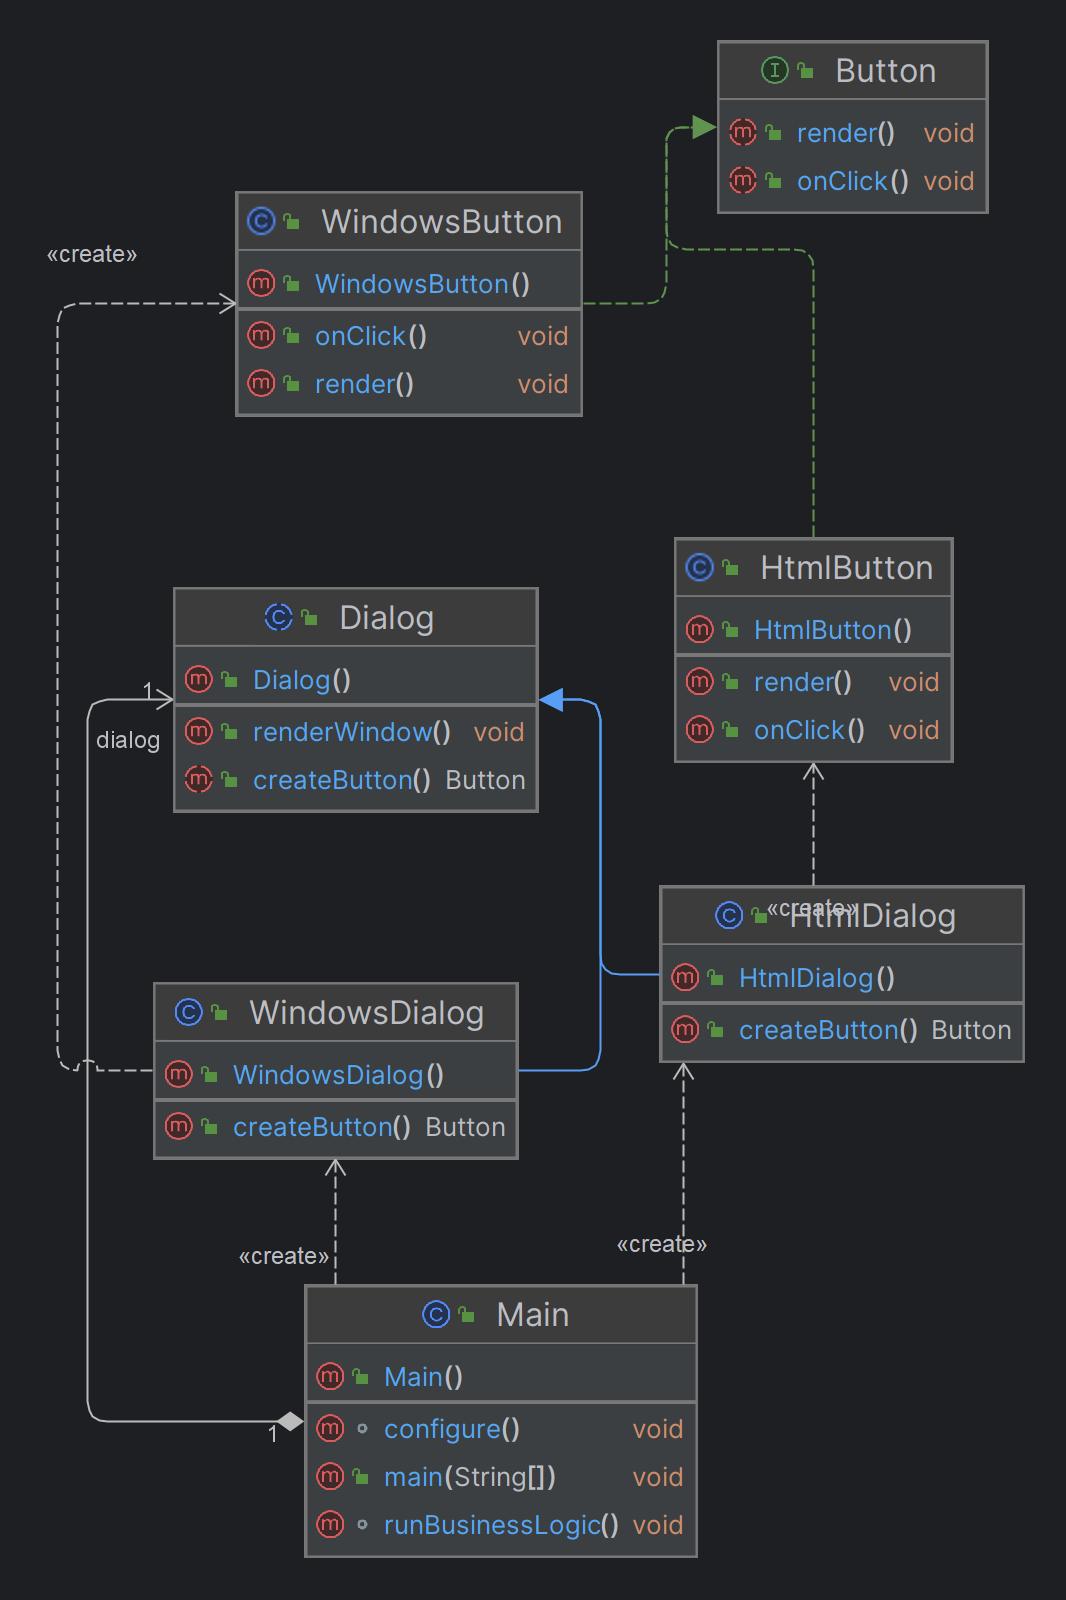 Button
render() void
onClick() void
WindowsButton
WindowsButton()
onClick() void
render() void
«create»
HtmlButton
HtmlButton()
render() void
onClick() void
Dialog
Dialog()
renderWindow() void
createButton() Button
1
dialog
«create»
HtmlDialog
HtmlDialog()
createButton() Button
WindowsDialog
WindowsDialog()
createButton() Button
«create»
«create»
Main
Main()
configure() void
main(String[]) void
runBusinessLogic() void
1